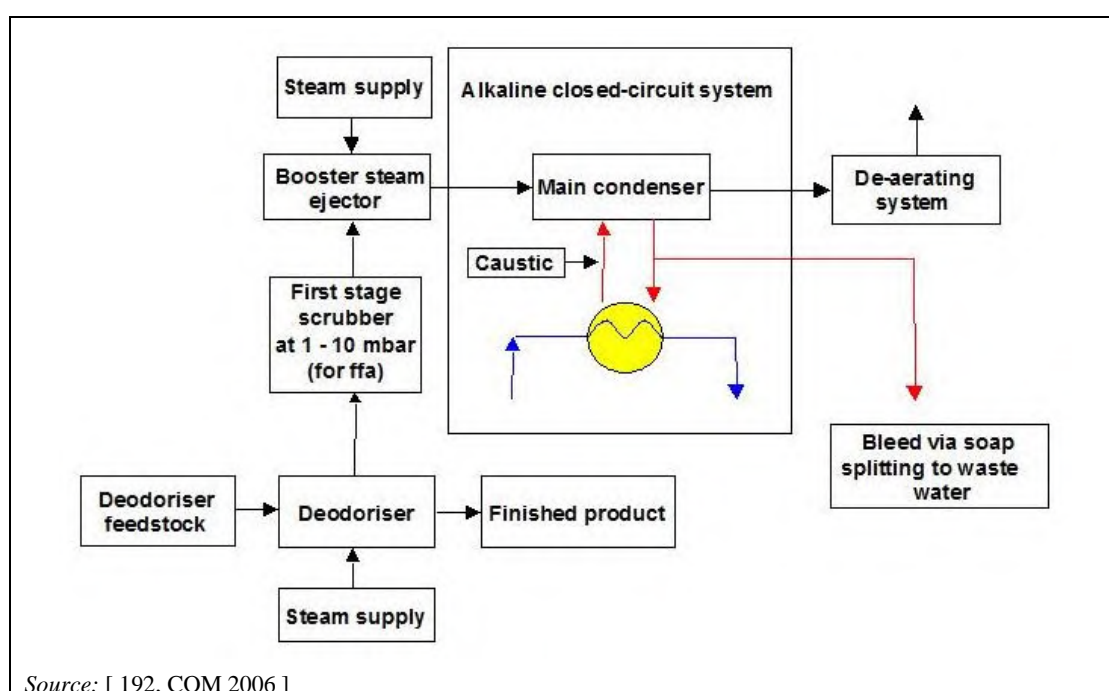 Steam supply
Alkaline closed-circuit system
Booster steam
ejector
Main condenser
De-aerating
system
Caustic
First stage
scrubber
at 1 - 10 mbar
(for ffa)
Bleed via soap
splitting to waste
water
Deodoriser
feedstock
Deodoriser
Finished product
Steam supply
Source: [ 192, COM 2006 ]